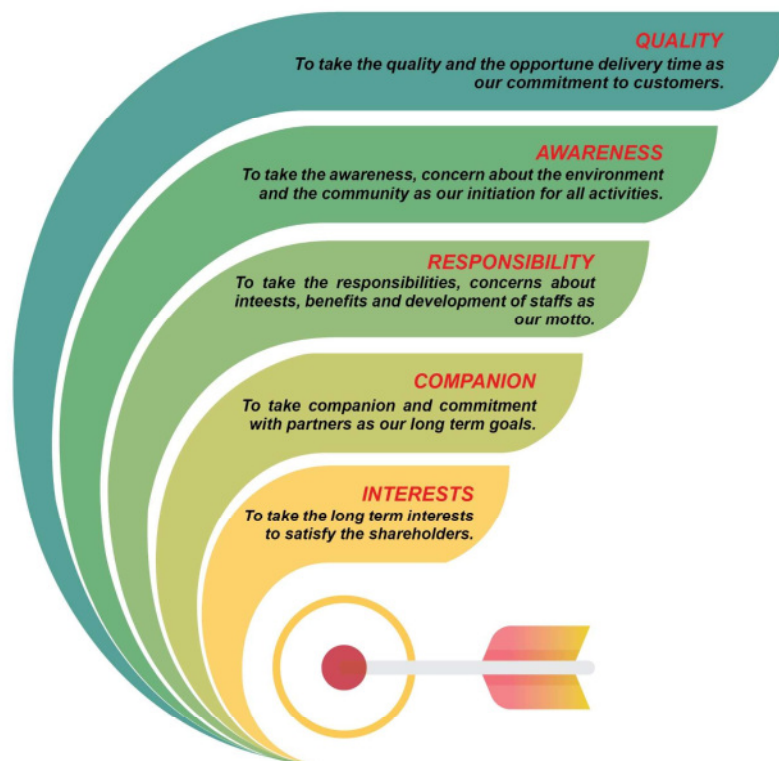 QUALITY
To take the quality and the opportune delivery time as
our commitment to customers.
AWARENESS
To take the awareness, concern about the environment
and the community as our initiation for all activities.
RESPONSIBILITY
To take the responsibilities, concerns about
inteests, benefits and development of staffs as
our motto.
COMPANION
To take companion and commitment
with partners as our long term goals.
INTERESTS
To take the long term interests
to satisfy the shareholders.